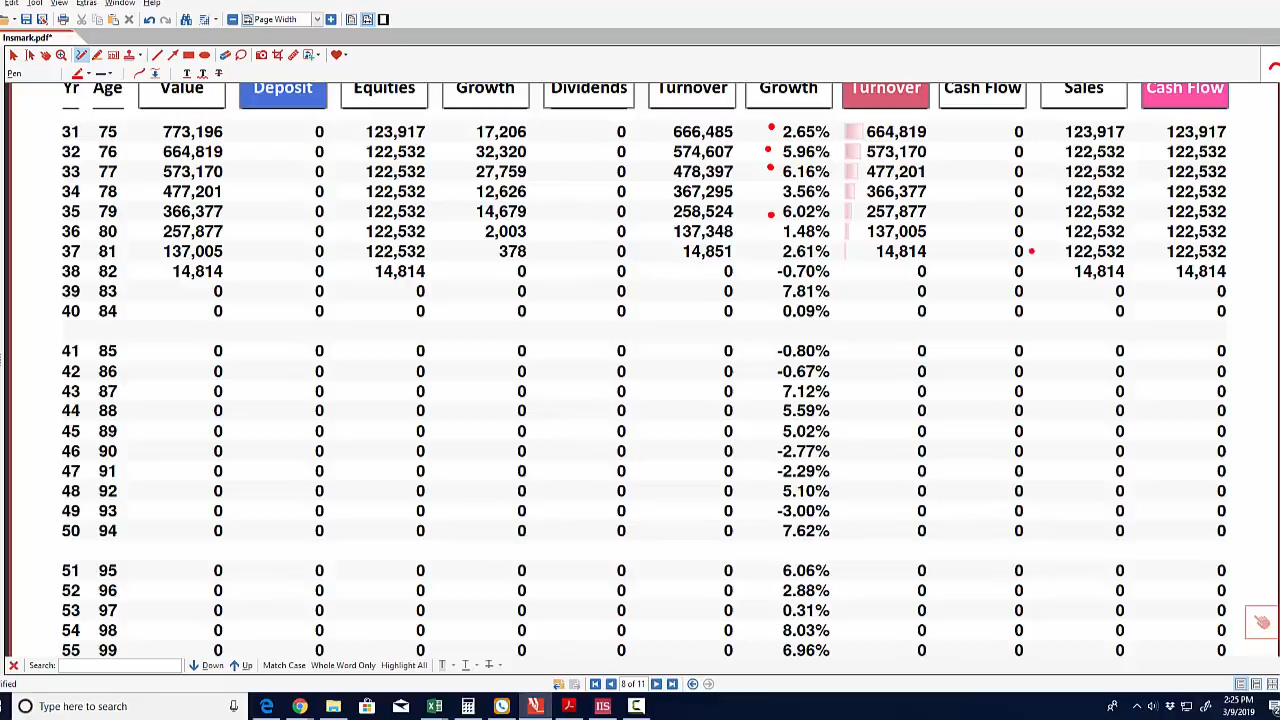 Tool View Extras Window Help
Page Width
Insmark.pdf*
Pen
Yr Age Value Deposit Equities Growth Dividends Turnover Growth Turnover Cash Flow Sales Cash Flow
31 75 773,196 0 123,917 17,206 0 666,485 2.65% 664,819 0 123,917 123,917
32 76 664,819 0 122,532 32,320 0 574,607 5.96% 573,170 0 122,532 122,532
33 77 573,170 0 122,532 27,759 0 478,397 6.16% 477,201 0 122,532 122,532
34 78 477,201 0 122,532 12,626 0 367,295 3.56% 366,377 0 122,532 122,532
35 79 366,377 0 122,532 14,679 0 258,524 6.02% 257,877 0 122,532 122,532
36 80 257,877 0 122,532 2,003 0 137,348 1.48% 137,005 0 122,532 122,532
37 81 137,005 0 122,532 378 0 14,851 2.61% 14,814 0 122,532 122,532
38 82 14,814 0 14,814 0 0 0 -0.70% 0 0 14,814 14,814
39 83 0 0 0 0 0 0 7.81% 0 0 0 0
40 84 0 0 0 0 0 0 0.09% 0 0 0 0
41 85 0 0 0 0 0 0 -0.80% 0 0 0 0
42 86 0 0 0 0 0 0 -0.67% 0 0 0 0
43 87 0 0 0 0 0 0 7.12% 0 0 0 0
44 88 0 0 0 0 0 0 5.59% 0 0 0 0
45 89 0 0 0 0 0 0 5.02% 0 0 0 0
46 90 0 0 0 0 0 0 -2.77% 0 0 0 0
47 91 0 0 0 0 0 0 -2.29% 0 0 0 0
48 92 0 0 0 0 0 0 5.10% 0 0 0 0
49 93 0 0 0 0 0 0 -3.00% 0 0 0 0
50 94 0 0 0 0 0 0 7.62% 0 0 0 0
51 95 0 0 0 0 0 0 6.06% 0 0 0 0
52 96 0 0 0 0 0 0 2.88% 0 0 0 0
53 97 0 0 0 0 0 0 0.31% 0 0 0 0
54 98 0 0 0 0 0 0 8.03% 0 0 0 0
55 99 0 0 0 0 0 0 6.96% 0 0 0 0
Search: Down Up Match Case Whole Word Only Highlight All
ified 8 of 11
Type here to search IIS 2:25 PM
3/9/2019